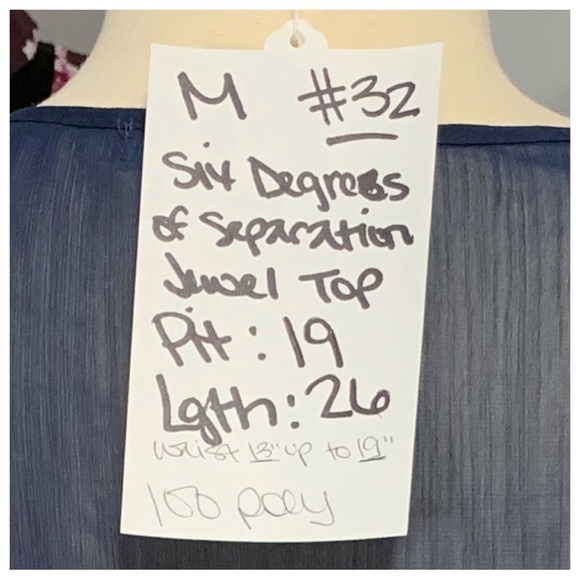 M #32
Six Degrees
of Separation
Jewel Top
Pit: 19
Lgth: 26
Waist 13" up to 19"
100 poly